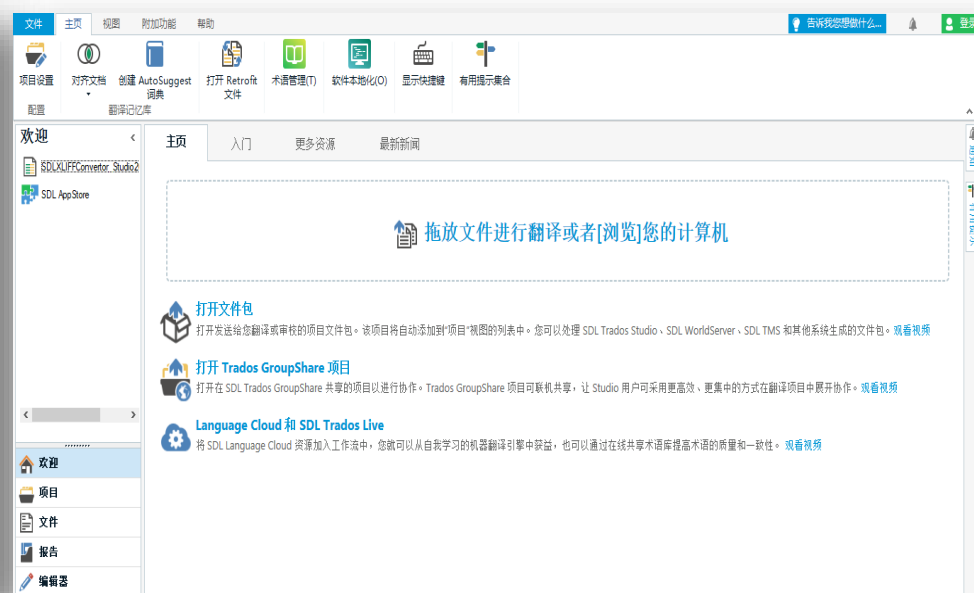 文件 主页 视图 附加功能 帮助 告诉我您想做什么... 登录
项目设置 对齐文档 创建 AutoSuggest 打开 Retrofit 术语管理(T) 软件本地化(O) 显示快捷键 有用提示集合
词典 文件
配置 翻译记忆库
欢迎
SDLXLIFFConvertor_Studio2
SDL AppStore
主页 入门 更多资源 最新新闻
拖放文件进行翻译或者[浏览]您的计算机
打开文件包
打开发送给您翻译或审核的项目文件包。该项目将自动添加到“项目”视图的列表中。您可以处理 SDL Trados Studio、SDL WorldServer、SDL TMS 和其他系统生成的文件包。观看视频
打开 Trados GroupShare 项目
打开在 SDL Trados GroupShare 共享的项目以进行协作。Trados GroupShare 项目可联机共享，让 Studio 用户可采用更高效、更集中的方式在翻译项目中展开协作。观看视频
Language Cloud 和 SDL Trados Live
将 SDL Language Cloud 资源加入工作流中，您就可以从自我学习的机器翻译引擎中获益，也可以通过在线共享术语库提高术语的质量和一致性。 观看视频
欢迎
项目
文件
报告
编辑器